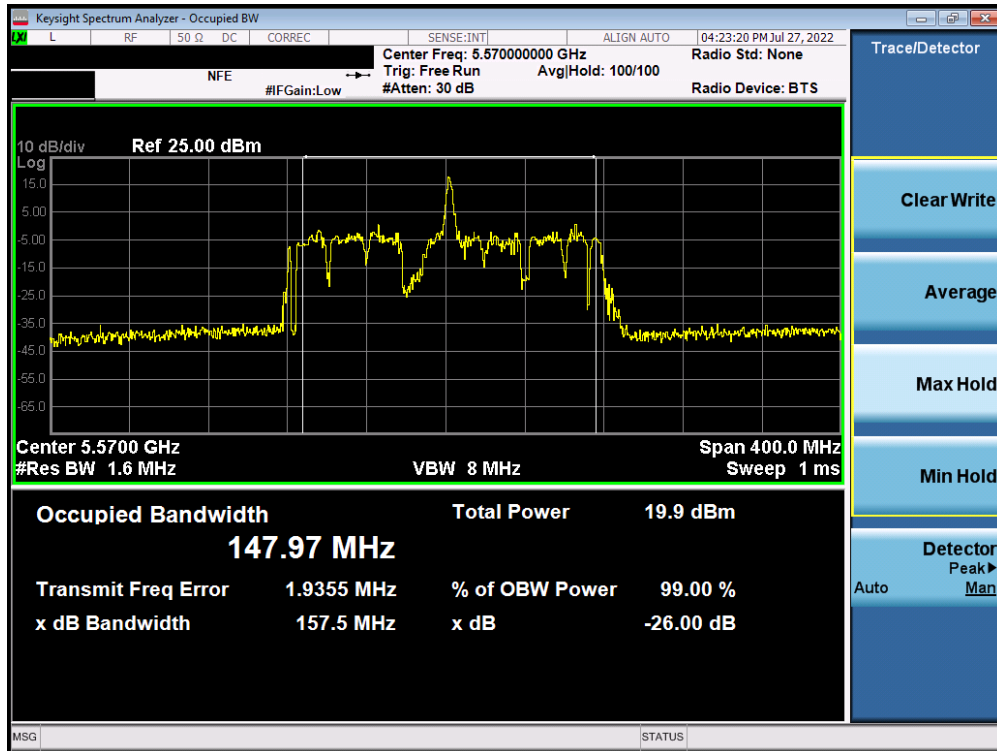 Keysight Spectrum Analyzer - Occupied BW
LXI L RF 50 Ω DC CORREC SENSE:INT ALIGN AUTO 04:23:20 PM Jul 27, 2022
Center Freq: 5.570000000 GHz Radio Std: None
NFE Trig: Free Run Avg|Hold: 100/100
#IFGain:Low #Atten: 30 dB Radio Device: BTS
Trace/Detector
10 dB/div Ref 25.00 dBm
Log
15.0
5.00
-5.00
-15.0
-25.0
-35.0
-45.0
-55.0
-65.0
Center 5.5700 GHz Span 400.0 MHz
#Res BW 1.6 MHz VBW 8 MHz Sweep 1 ms
Occupied Bandwidth Total Power 19.9 dBm
147.97 MHz
Transmit Freq Error 1.9355 MHz % of OBW Power 99.00 %
x dB Bandwidth 157.5 MHz x dB -26.00 dB
Clear Write
Average
Max Hold
Min Hold
Detector
Peak▶
Auto Man
MSG STATUS